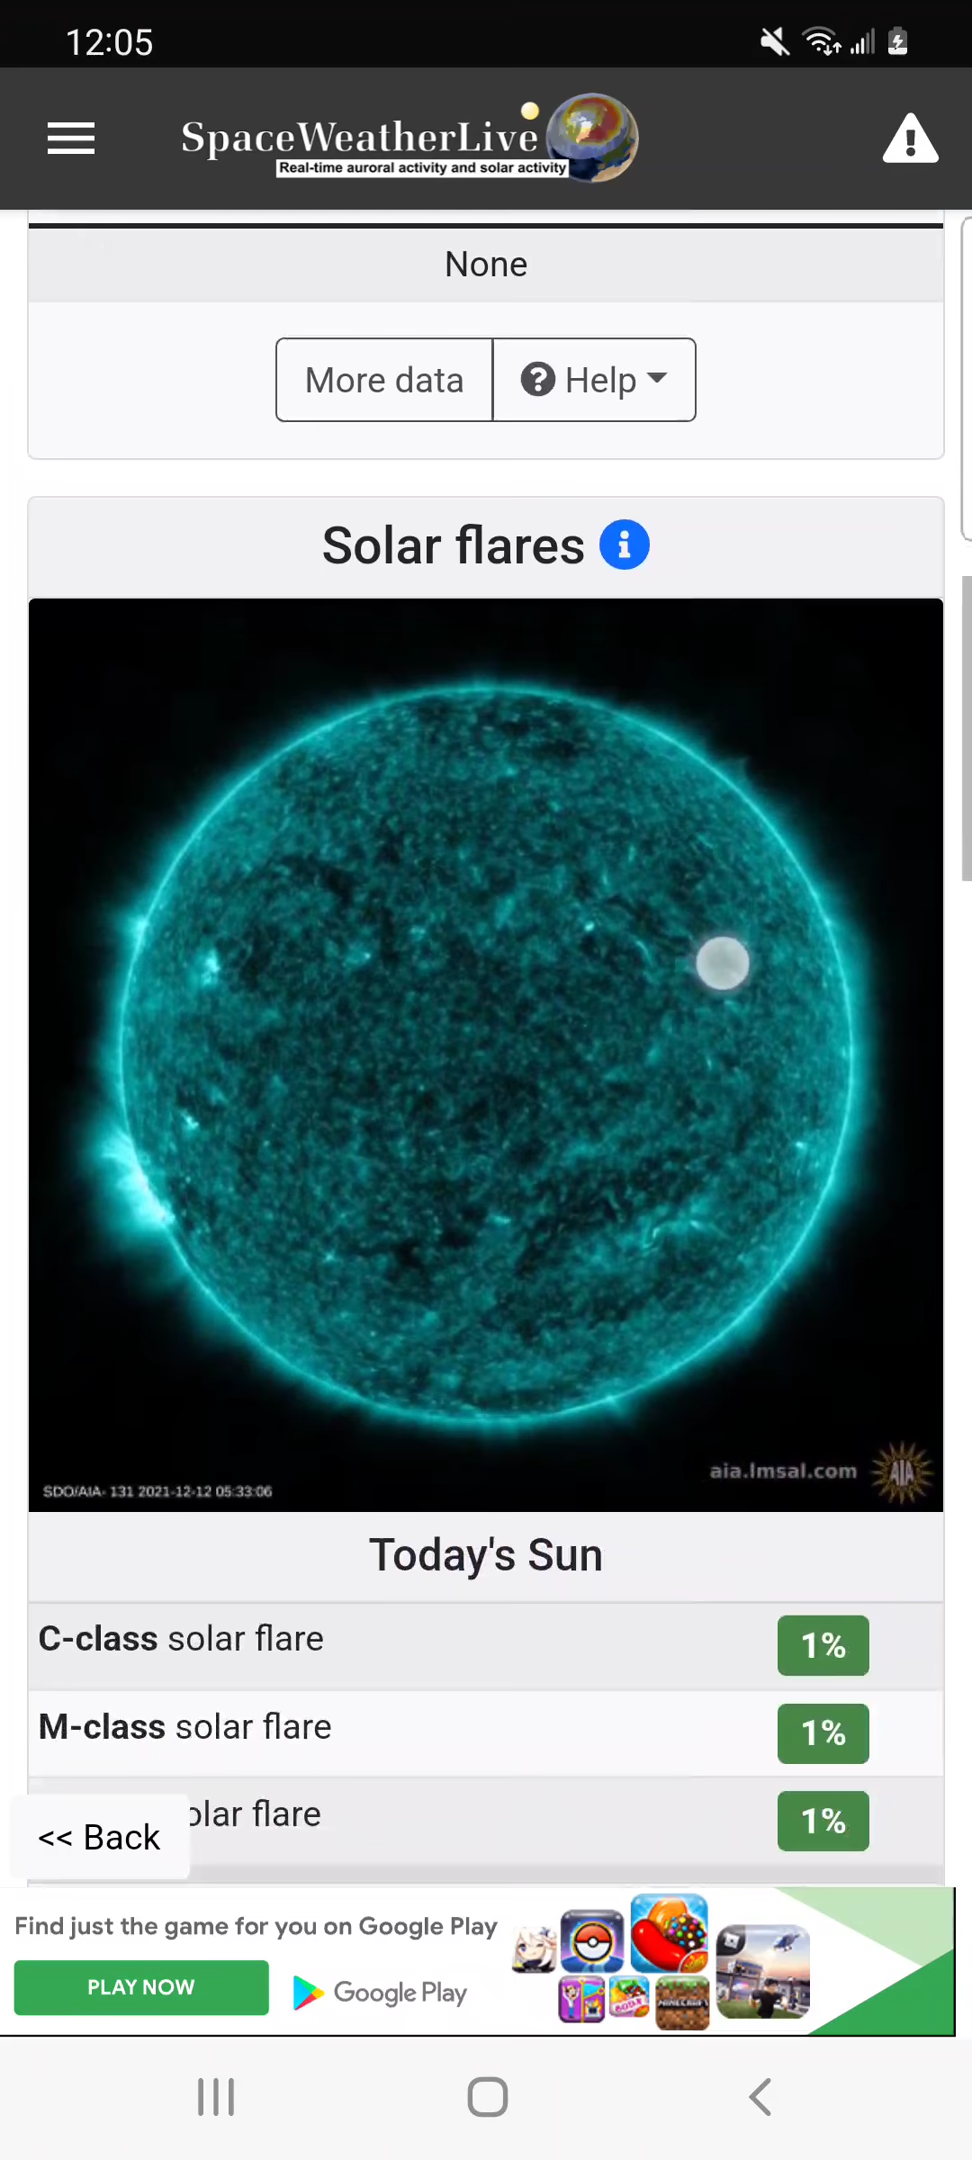 12:05
SpaceWeatherLive
Real-time auroral activity and solar activity
None
More data
Help
Solar flares
aia.lmsal.com
AIA
SDO/AIA- 131 2021-12-12 05:33:06
Today's Sun
C-class solar flare 1%
M-class solar flare 1%
olar flare 1%
<< Back
Find just the game for you on Google Play
PLAY NOW
Google Play
MINECRAFT